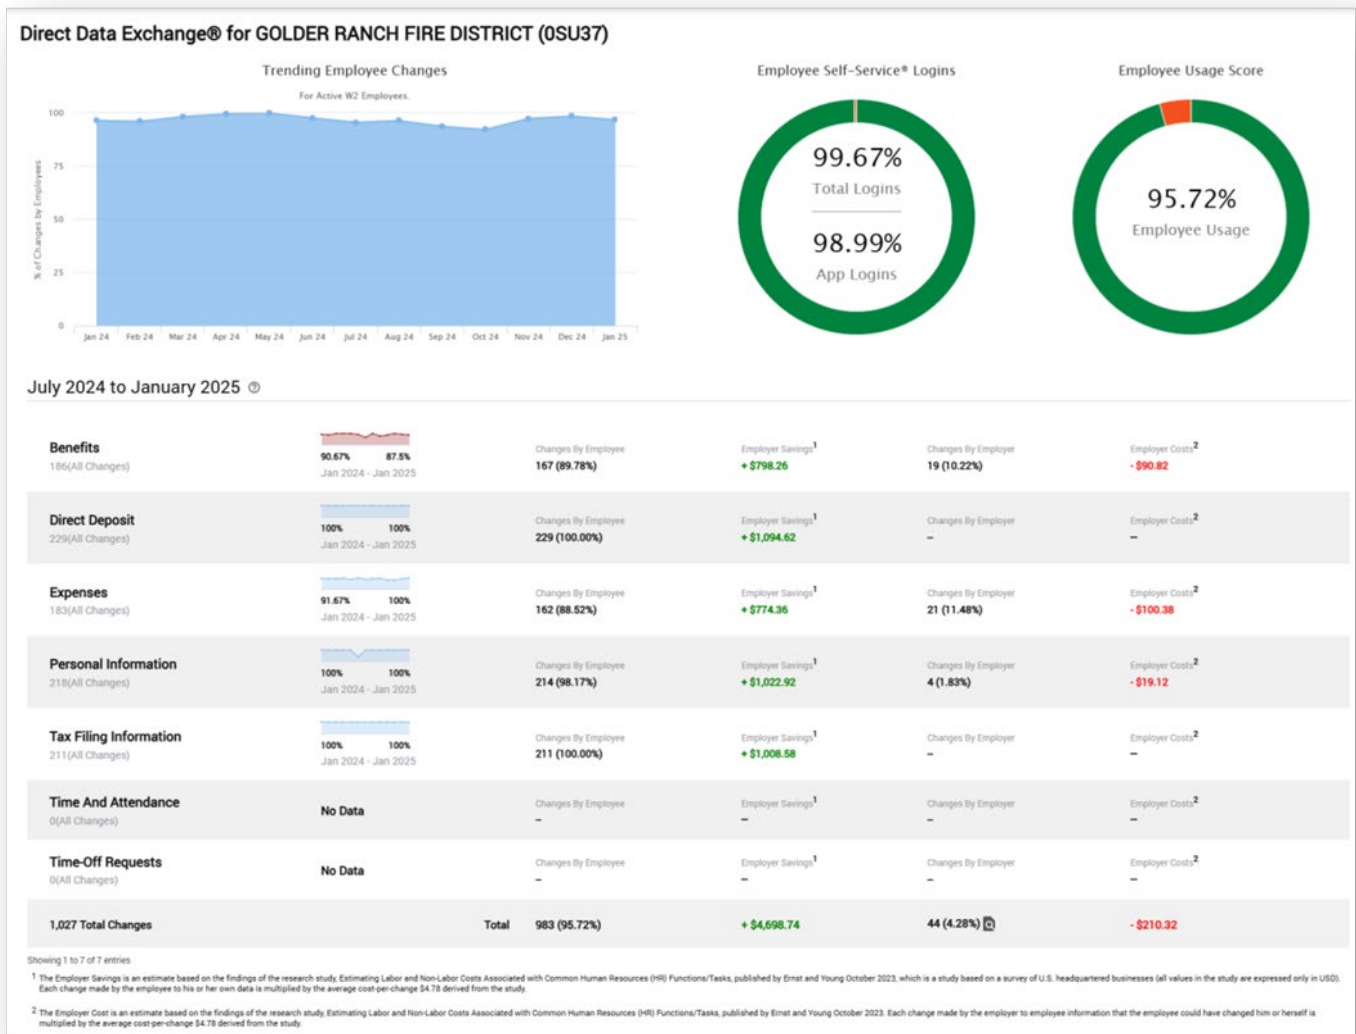 Direct Data Exchange® for GOLDER RANCH FIRE DISTRICT (0SU37)
Trending Employee Changes
For Active W2 Employees.
% of Changes by Employees
100
75
50
25
0
Jan 24 Feb 24 Mar 24 Apr 24 May 24 Jun 24 Jul 24 Aug 24 Sep 24 Oct 24 Nov 24 Dec 24 Jan 25
Employee Self-Service® Logins
99.67%
Total Logins
98.99%
App Logins
Employee Usage Score
95.72%
Employee Usage
July 2024 to January 2025 ?
Benefits
186(All Changes)
90.67% 87.5%
Jan 2024 - Jan 2025
Changes By Employee
167 (89.78%)
Employer Savings1
+ $798.26
Changes By Employer
19 (10.22%)
Employer Costs2
- $90.82
Direct Deposit
229(All Changes)
100% 100%
Jan 2024 - Jan 2025
Changes By Employee
229 (100.00%)
Employer Savings1
+ $1,094.62
Changes By Employer
–
Employer Costs2
–
Expenses
183(All Changes)
91.67% 100%
Jan 2024 - Jan 2025
Changes By Employee
162 (88.52%)
Employer Savings1
+ $774.36
Changes By Employer
21 (11.48%)
Employer Costs2
- $100.38
Personal Information
218(All Changes)
100% 100%
Jan 2024 - Jan 2025
Changes By Employee
214 (98.17%)
Employer Savings1
+ $1,022.92
Changes By Employer
4 (1.83%)
Employer Costs2
- $19.12
Tax Filing Information
211(All Changes)
100% 100%
Jan 2024 - Jan 2025
Changes By Employee
211 (100.00%)
Employer Savings1
+ $1,008.58
Changes By Employer
–
Employer Costs2
–
Time And Attendance
0(All Changes)
No Data
Changes By Employee
–
Employer Savings1
–
Changes By Employer
–
Employer Costs2
–
Time-Off Requests
0(All Changes)
No Data
Changes By Employee
–
Employer Savings1
–
Changes By Employer
–
Employer Costs2
–
1,027 Total Changes Total 983 (95.72%) + $4,698.74 44 (4.28%) - $210.32
Showing 1 to 7 of 7 entries
1 The Employer Savings is an estimate based on the findings of the research study, Estimating Labor and Non-Labor Costs Associated with Common Human Resources (HR) Functions/Tasks, published by Ernst and Young October 2023, which is a study based on a survey of U.S. headquartered businesses (all values in the study are expressed only in USD).
Each change made by the employee to his or her own data is multiplied by the average cost-per-change $4.78 derived from the study.
2 The Employer Cost is an estimate based on the findings of the research study, Estimating Labor and Non-Labor Costs Associated with Common Human Resources (HR) Functions/Tasks, published by Ernst and Young October 2023. Each change made by the employer to employee information that the employee could have changed him or herself is
multiplied by the average cost-per-change $4.78 derived from the study.